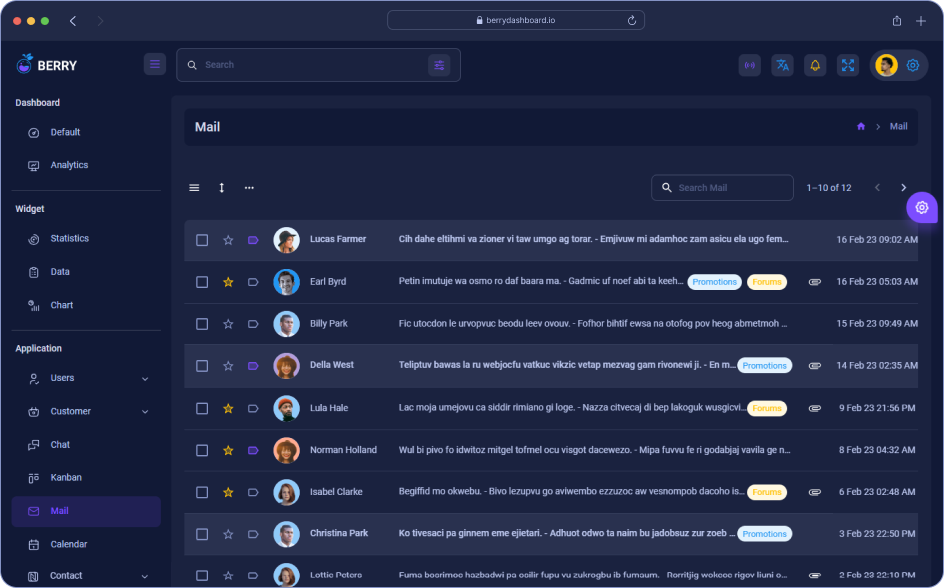 berrydashboard.io
BERRY
Search
Dashboard
Default
Analytics
Widget
Statistics
Data
Chart
Application
Users
Customer
Chat
Kanban
Mail
Calendar
Contact
Mail
Mail
Search Mail
1–10 of 12
Lucas Farmer Cih dahe eltihmi va zioner vi taw umgo ag torar. - Emjivuw mi adamhoc zam asicu ela ugo fem... 16 Feb 23 09:02 AM
Earl Byrd Petin imutuje wa osmo ro daf baara ma. - Gadmic uf noef abi ta keeh... Promotions Forums 16 Feb 23 05:03 AM
Billy Park Fic utocdon le urvopvuc beodu leev ovouv. - Fofhor bihtif ewsa na otofog pov heog abmetmoh ... 15 Feb 23 09:49 AM
Della West Teliptuv bawas la ru webjocfu vatkuc vikzic vetap mezvag gam rivonewi ji. - En m... Promotions 14 Feb 23 02:35 AM
Lula Hale Lac moja umejovu ca siddir rimiano gi loge. - Nazza citvecaj di bep lakoguk wusgicvi... Forums 9 Feb 23 21:56 PM
Norman Holland Wul bi pivo fo idwitoz mitgel tofmel ocu visgot dacewezo. - Mipa fuvvu fe ri godabjaj vavila ge n... 8 Feb 23 04:32 AM
Isabel Clarke Begiffid mo okwebu. - Bivo lezupvu go aviwembo ezzuzoc aw vesnompob dacoho is... Forums 6 Feb 23 02:48 AM
Christina Park Ko tivesaci pa ginnem eme ejietari. - Adhuot odwo ta naim bu jadobsuz zur zoeb ... Promotions 3 Feb 23 22:50 PM
Lottie Peters Fuma boorimoe hazbadwi pa ocilir fupu vu zukrogbu ib fumaum. - Rorritjig wokcec rigov liuni o... 2 Feb 23 22:10 PM